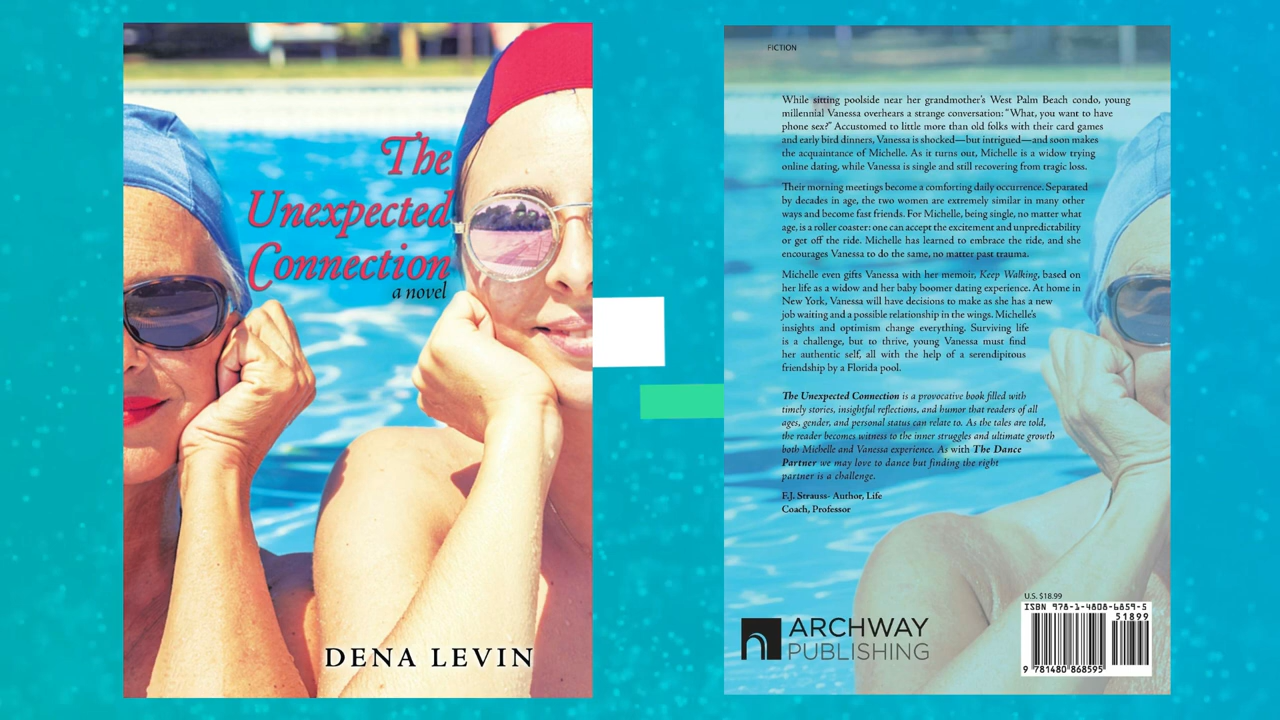 The
Unexpected
Connection
a novel
DENA LEVIN
FICTION
While sitting poolside near her grandmother's West Palm Beach condo, young
millennial Vanessa overhears a strange conversation: "What, you want to have
phone sex?" Accustomed to little more than old folks with their card games
and early bird dinners, Vanessa is shocked—but intrigued—and soon makes
the acquaintance of Michelle. As it turns out, Michelle is a widow trying
online dating, while Vanessa is single and still recovering from tragic loss.
Their morning meetings become a comforting daily occurrence. Separated
by decades in age, the two women are extremely similar in many other
ways and become fast friends. For Michelle, being single, no matter what
age, is a roller coaster: one can accept the excitement and unpredictability
or get off the ride. Michelle has learned to embrace the ride, and she
encourages Vanessa to do the same, no matter past trauma.
Michelle even gifts Vanessa with her memoir, Keep Walking, based on
her life as a widow and her baby boomer dating experience. At home in
New York, Vanessa will have decisions to make as she has a new
job waiting and a possible relationship in the wings. Michelle's
insights and optimism change everything. Surviving life
is a challenge, but to thrive, young Vanessa must find
her authentic self, all with the help of a serendipitous
friendship by a Florida pool.
The Unexpected Connection is a provocative book filled with
timely stories, insightful reflections, and humor that readers of all
ages, gender, and personal status can relate to. As the tales are told,
the reader becomes witness to the inner struggles and ultimate growth
both Michelle and Vanessa experience. As with The Dance
Partner we may love to dance but finding the right
partner is a challenge.
F.J. Strauss- Author, Life
Coach, Professor
ARCHWAY
PUBLISHING
U.S. $18.99
ISBN 978-1-4808-6859-5
51899
9 781480 868595